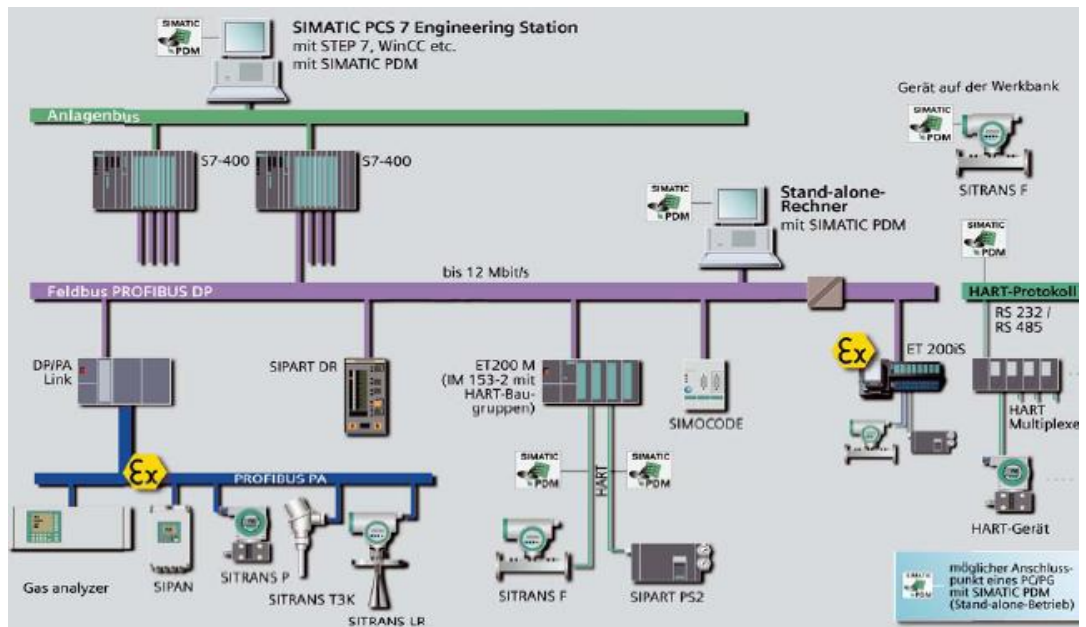 SIMATIC
PDM
SIMATIC PCS 7 Engineering Station
mit STEP 7, WinCC etc.
mit SIMATIC PDM
Anlagenbus
S7-400
S7-400
Gerät auf der Werkbank
SIMATIC
PDM
SITRANS F
SIMATIC
PDM
Stand-alone-
Rechner
mit SIMATIC PDM
SIMATIC
PDM
bis 12 Mbit/s
Feldbus PROFIBUS DP
HART-Protokoll
RS 232 /
RS 485
DP/PA
Link
SIPART DR
ET200 M
(IM 153-2 mit
HART-Bau-
gruppen)
SIMOCODE
Ex
ET 200iS
HART
Multiplexe
Ex
PROFIBUS PA
SIMATIC
PDM
HART
SIMATIC
PDM
HART-Gerät
Gas analyzer
SIPAN
SITRANS P
SITRANS T3K
SITRANS LR
SITRANS F
SIPART PS2
SIMATIC
PDM
möglicher Anschluss-
punkt eines PC/PG
mit SIMATIC PDM
(Stand-alone-Betrieb)